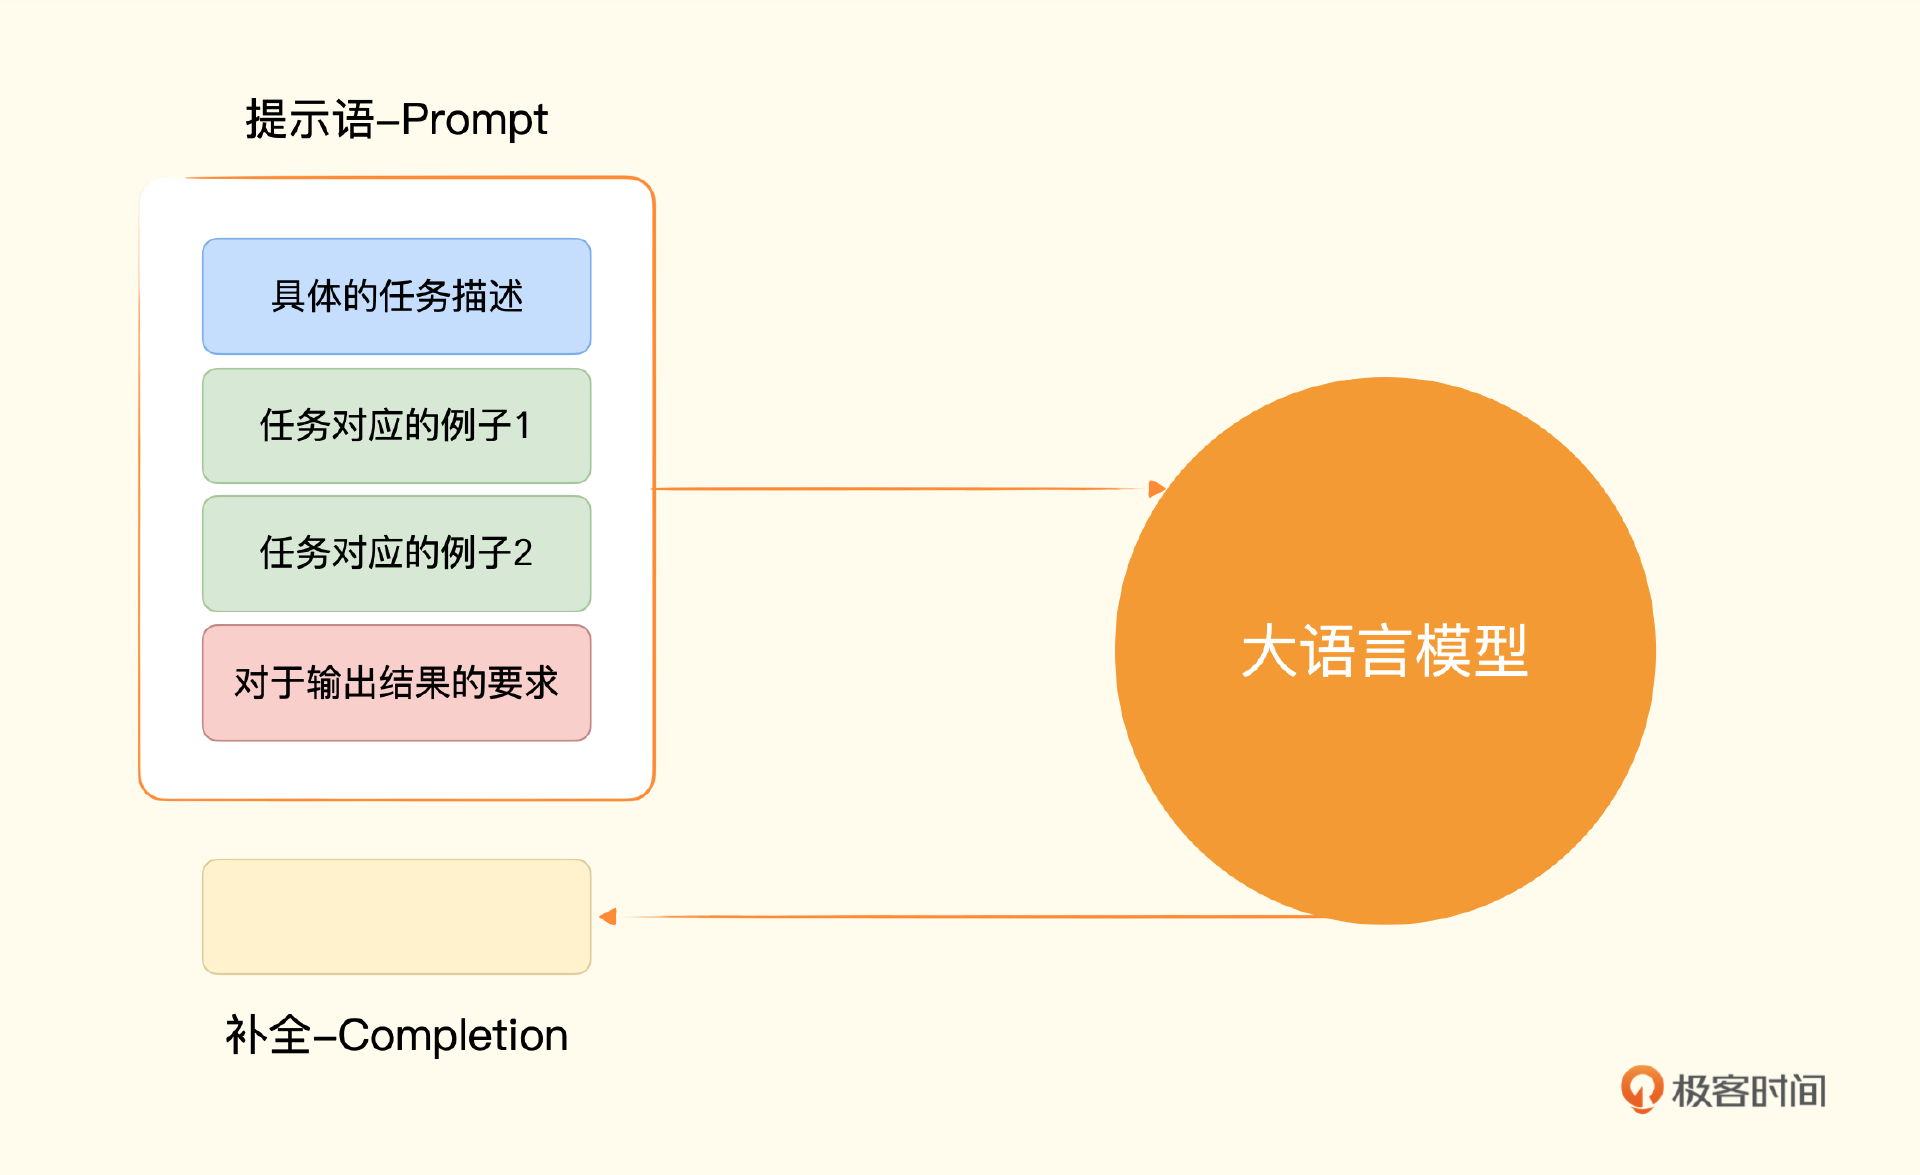 提示语-Prompt
具体的任务描述
任务对应的例子1
任务对应的例子2
对于输出结果的要求
大语言模型
补全-Completion
极客时间